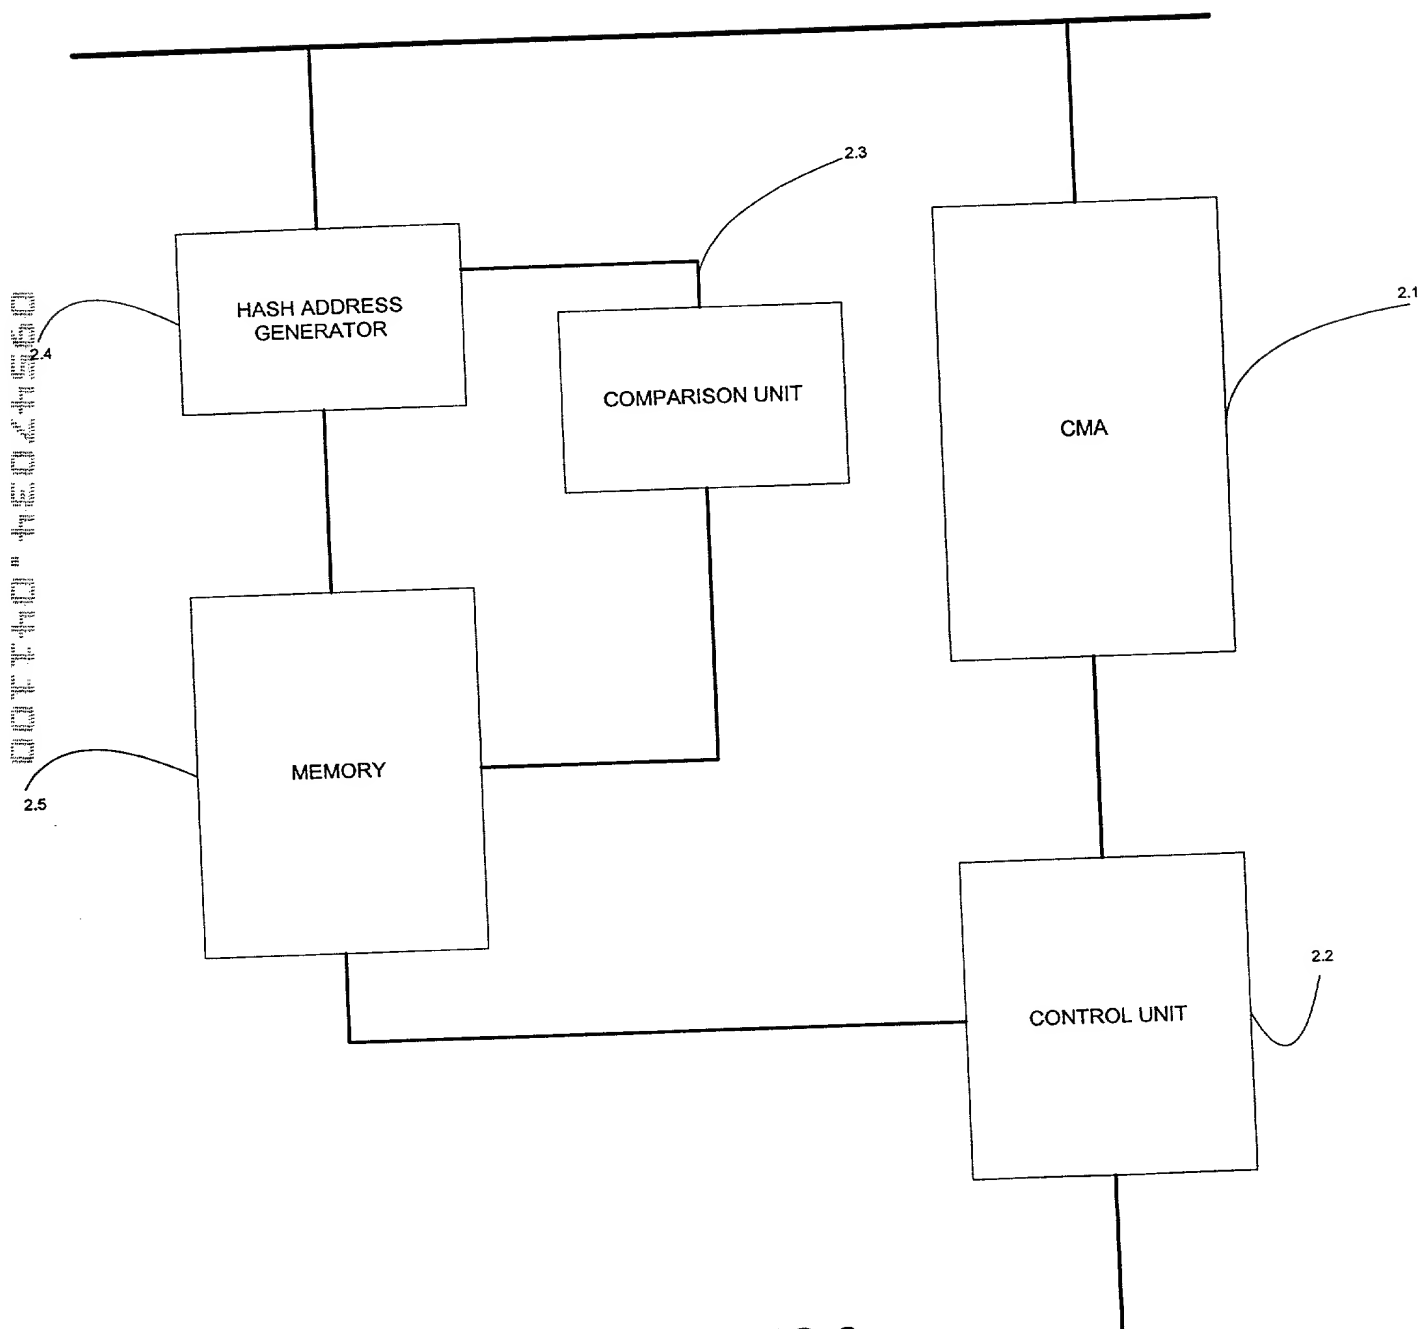 2.3
2.1
HASH ADDRESS
GENERATOR
2.4
COMPARISON UNIT
CMA
MEMORY
2.5
2.2
CONTROL UNIT